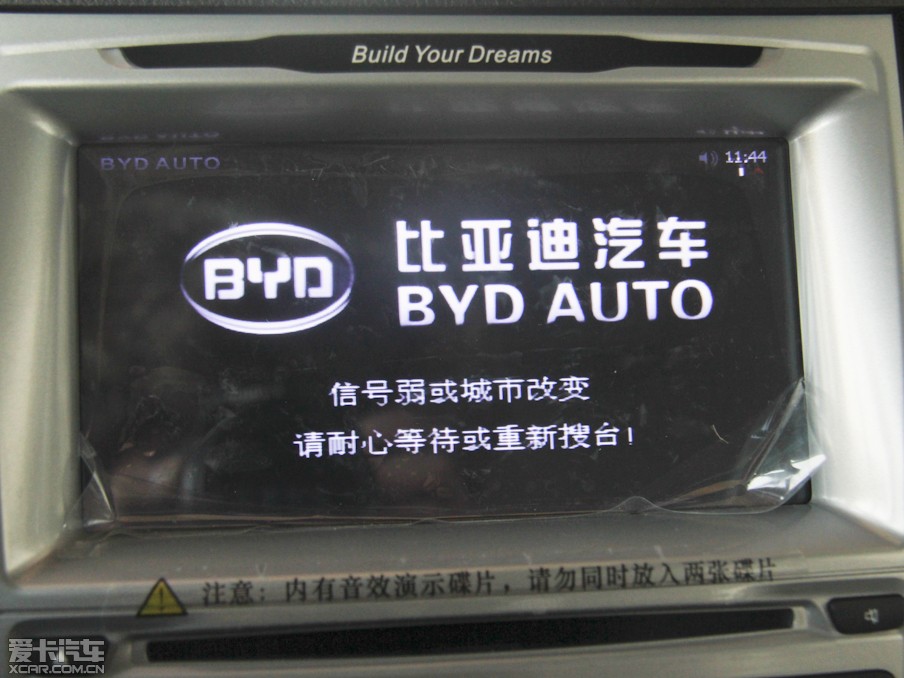 Build Your Dreams
BYD AUTO
11:44
BYD
比亚迪汽车
BYD AUTO
信号弱或城市改变
请耐心等待或重新搜台!
注意：内有音效演示碟片，请勿同时放入两张碟片
爱卡汽车
XCAR.COM.CN